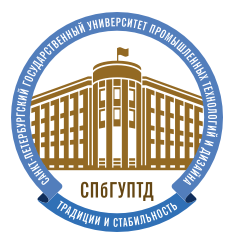 САНКТ-ПЕТЕРБУРГСКИЙ ГОСУДАРСТВЕННЫЙ УНИВЕРСИТЕТ ПРОМЫШЛЕННЫХ ТЕХНОЛОГИЙ И ДИЗАЙНА
СПбГУПТД
ТРАДИЦИИ И СТАБИЛЬНОСТЬ